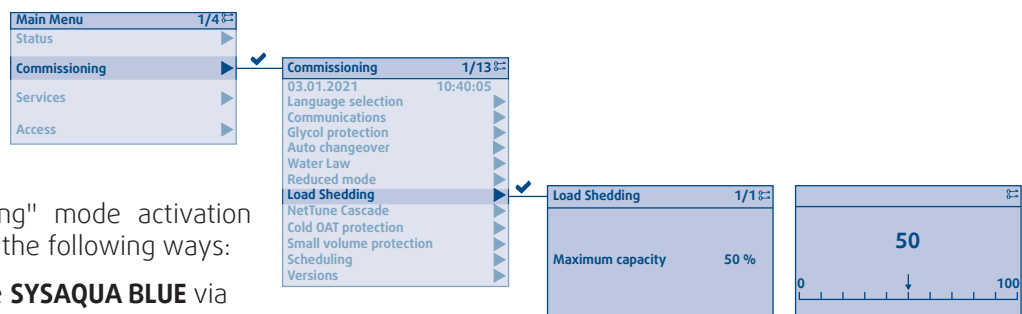 Main Menu 1/4
Status
Commissioning
Services
Access
Commissioning 1/13
03.01.2021 10:40:05
Language selection
Communications
Glycol protection
Auto changeover
Water Law
Reduced mode
Load Shedding
NetTune Cascade
Cold OAT protection
Small volume protection
Scheduling
Versions
Load Shedding 1/1
Maximum capacity 50 %
50
0 100
ng" mode activation
the following ways:
SYSAQUA BLUE via